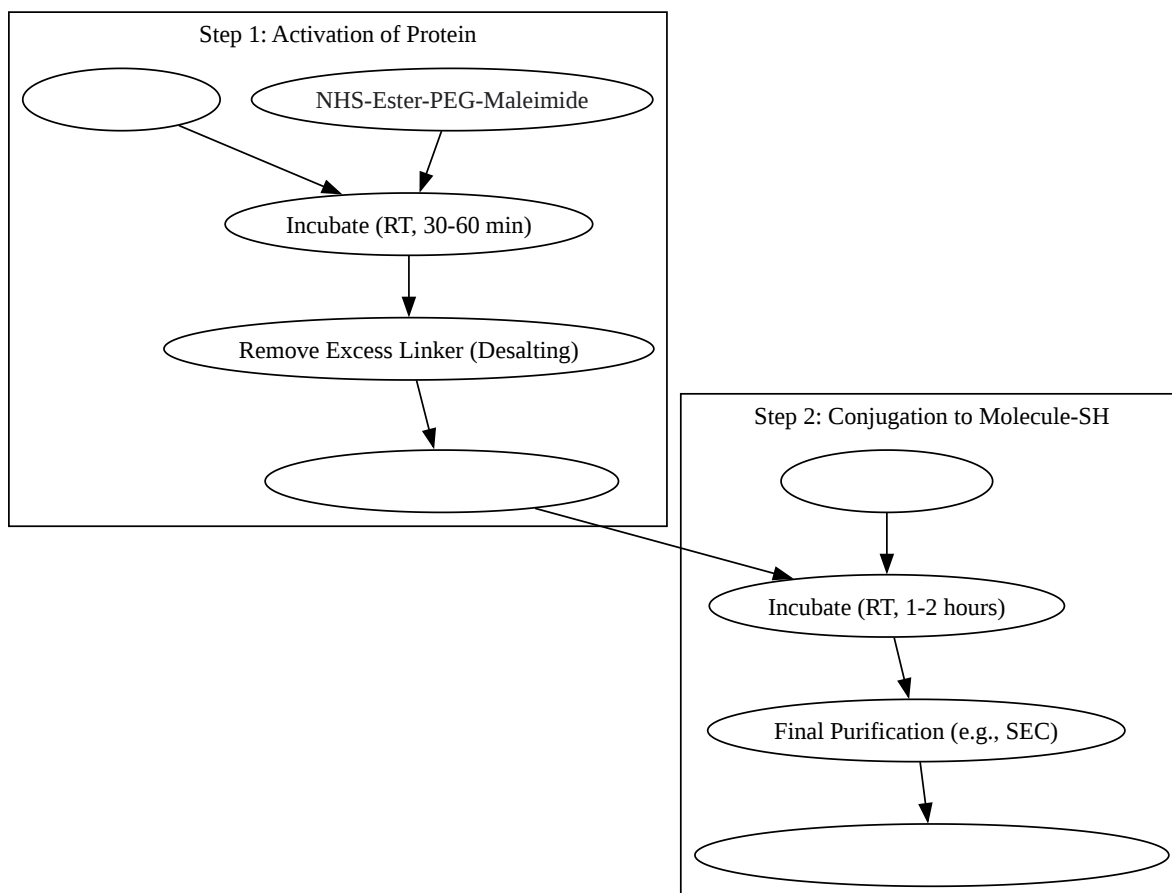 Step 1: Activation of Protein
NHS-Ester-PEG-Maleimide
Incubate (RT, 30-60 min)
Remove Excess Linker (Desalting)
Step 2: Conjugation to Molecule-SH
Incubate (RT, 1-2 hours)
Final Purification (e.g., SEC)